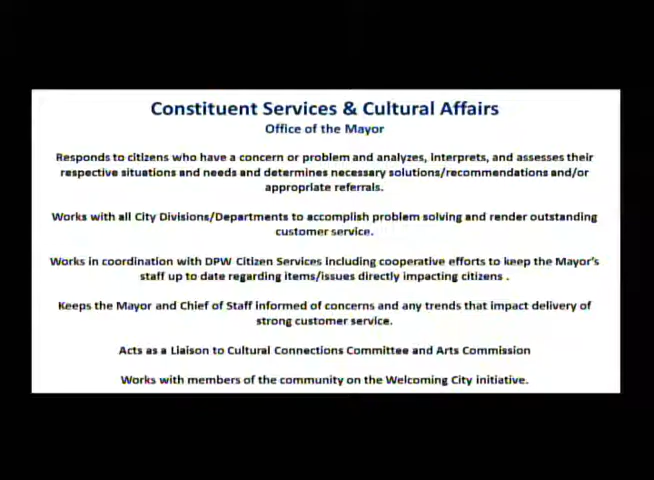 Constituent Services & Cultural Affairs
Office of the Mayor
Responds to citizens who have a concern or problem and analyzes, interprets, and assesses their
respective situations and needs and determines necessary solutions/recommendations and/or
appropriate referrals.
Works with all City Divisions/Departments to accomplish problem solving and render outstanding
customer service.
Works in coordination with DPW Citizen Services including cooperative efforts to keep the Mayor's
staff up to date regarding items/issues directly impacting citizens .
Keeps the Mayor and Chief of Staff informed of concerns and any trends that impact delivery of
strong customer service.
Acts as a Liaison to Cultural Connections Committee and Arts Commission
Works with members of the community on the Welcoming City initiative.